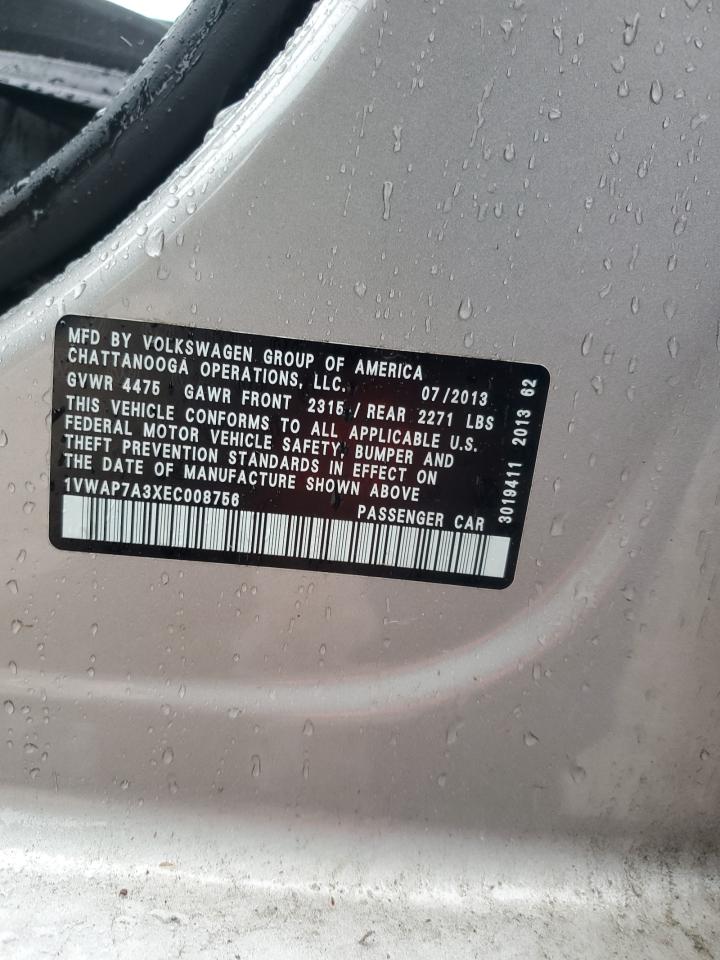 MFD BY VOLKSWAGEN GROUP OF AMERICA
CHATTANOOGA OPERATIONS, LLC. 07/2013
GVWR 4475 GAWR FRONT 2315 / REAR 2271 LBS
THIS VEHICLE CONFORMS TO ALL APPLICABLE U.S.
FEDERAL MOTOR VEHICLE SAFETY, BUMPER AND
THEFT PREVENTION STANDARDS IN EFFECT ON
THE DATE OF MANUFACTURE SHOWN ABOVE
1VWAP7A3XEC008756 PASSENGER CAR
3019411 2013 62